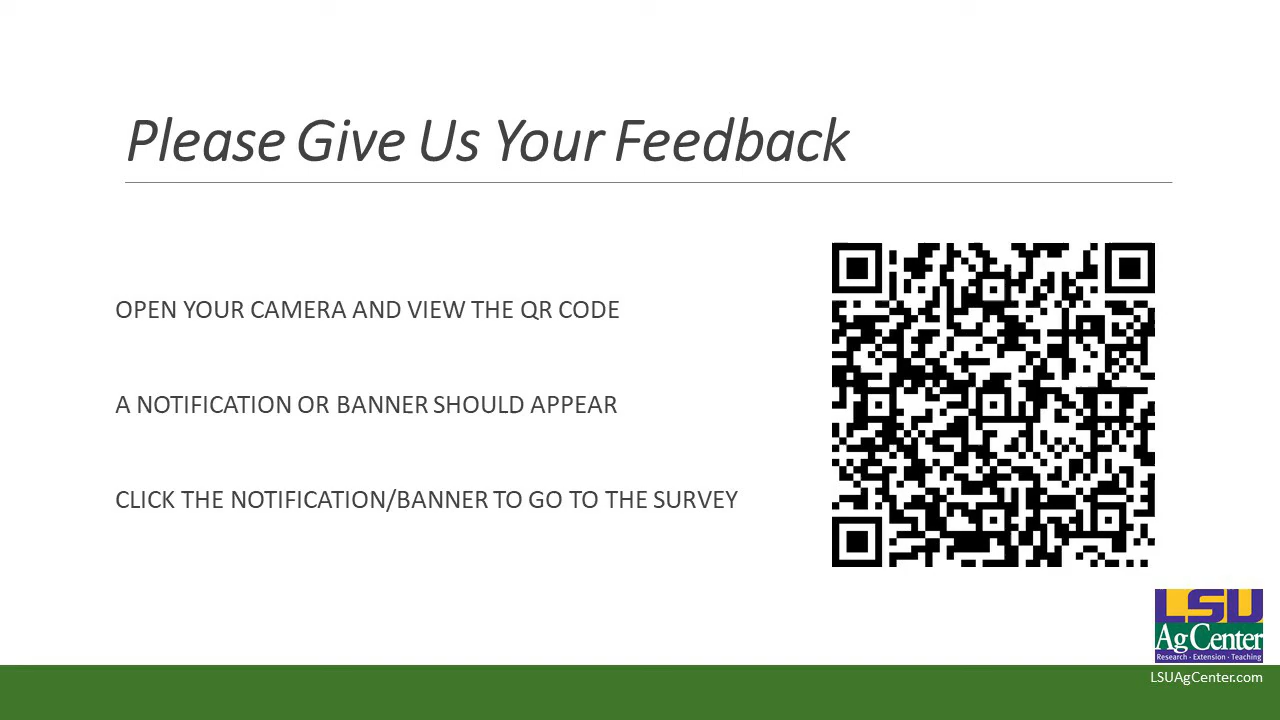 Please Give Us Your Feedback
OPEN YOUR CAMERA AND VIEW THE QR CODE
A NOTIFICATION OR BANNER SHOULD APPEAR
CLICK THE NOTIFICATION/BANNER TO GO TO THE SURVEY
LSU
AgCenter
Research · Extension · Teaching
LSUAgCenter.com